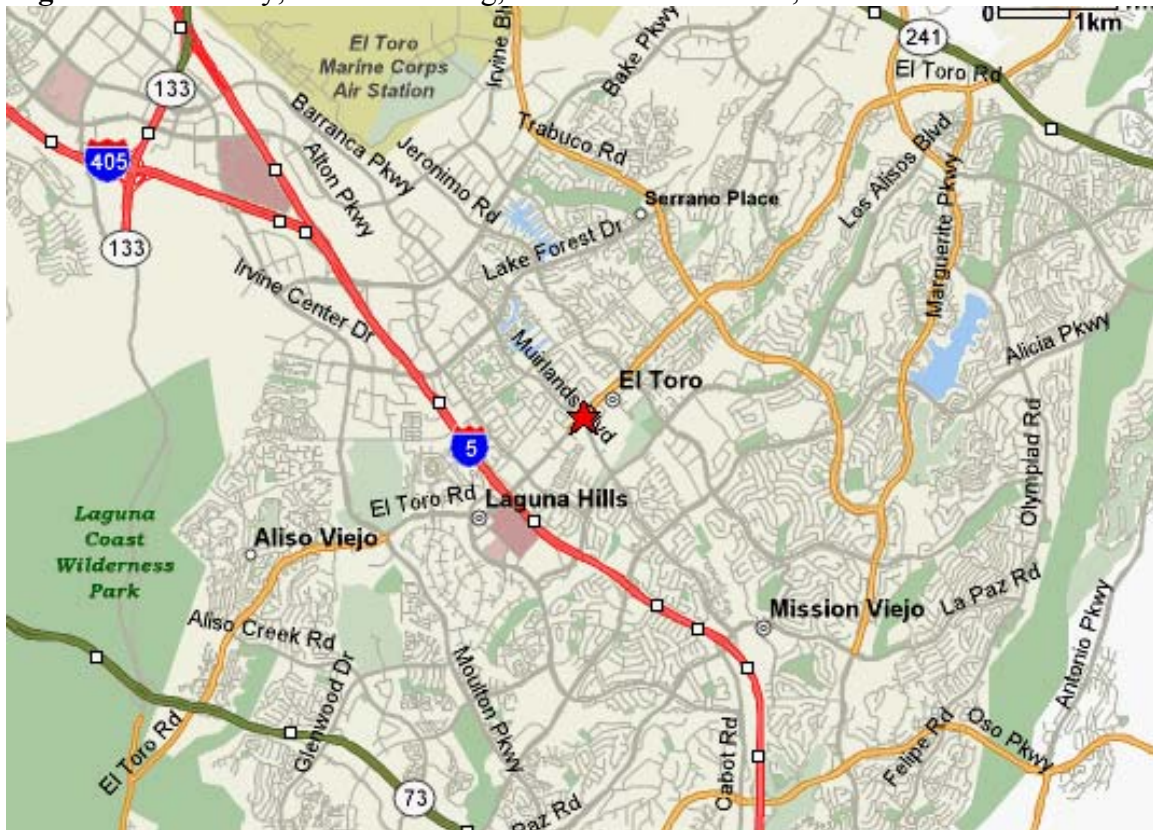 1km
0
241
El Toro Rd
El Toro
Marine Corps
Air Station
Bake Pkwy
133
Barranca Pkwy
Alton Pkwy
Jeronimo Rd
Trabuco Rd
405
Los Alisos Blvd
Marguerite Pkwy
Serrano Place
133
Lake Forest Dr
Irvine Center Dr
Alicia Pkwy
Muirlands Blvd
El Toro
5
Olympiad Rd
El Toro Rd
Laguna Hills
Laguna
Coast
Wilderness
Park
Aliso Viejo
La Paz Rd
Mission Viejo
Aliso Creek Rd
Antonio Pkwy
Moulton Pkwy
Glenwood Dr
El Toro Rd
Cabot Rd
Felipe Rd
Oso Pkwy
73
Paz Rd